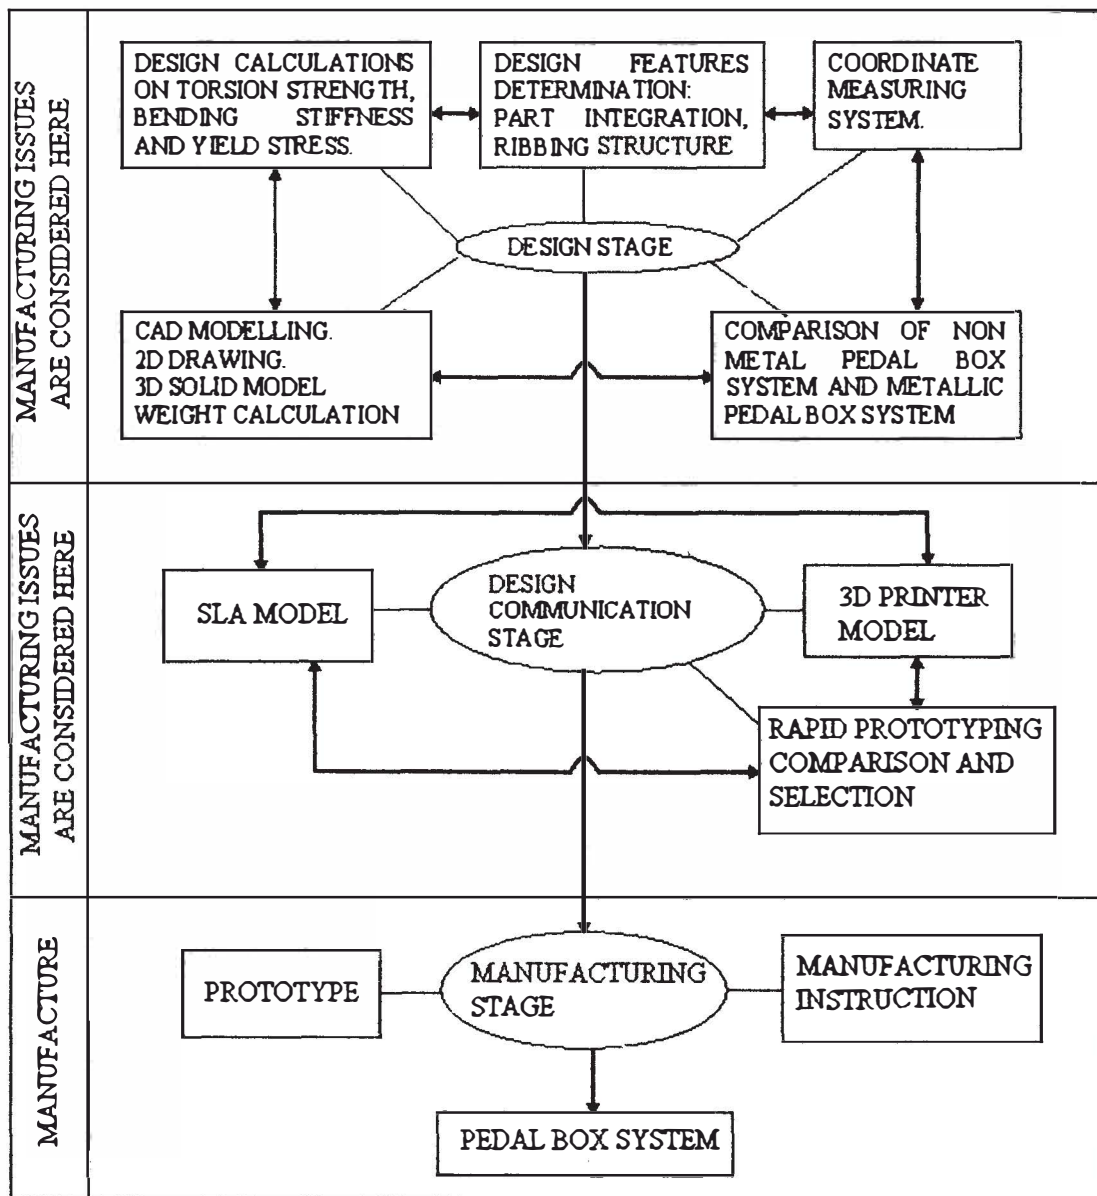 MANUFACTURING ISSUES
ARE CONSIDERED HERE
DESIGN CALCULATIONS
ON TORSION STRENGTH,
BENDING STIFFNESS
AND YIELD STRESS.
DESIGN FEATURES
DETERMINATION:
PART INTEGRATION,
RIBBING STRUCTURE
COORDINATE
MEASURING
SYSTEM.
DESIGN STAGE
CAD MODELLING.
2D DRAWING.
3D SOLID MODEL
WEIGHT CALCULATION
COMPARISON OF NON
METAL PEDAL BOX
SYSTEM AND METALLIC
PEDAL BOX SYSTEM
MANUFACTURING ISSUES
ARE CONSIDERED HERE
SLA MODEL
DESIGN
COMMUNICATION
STAGE
3D PRINTER
MODEL
RAPID PROTOTYPING
COMPARISON AND
SELECTION
MANUFACTURE
PROTOTYPE
MANUFACTURING
STAGE
MANUFACTURING
INSTRUCTION
PEDAL BOX SYSTEM